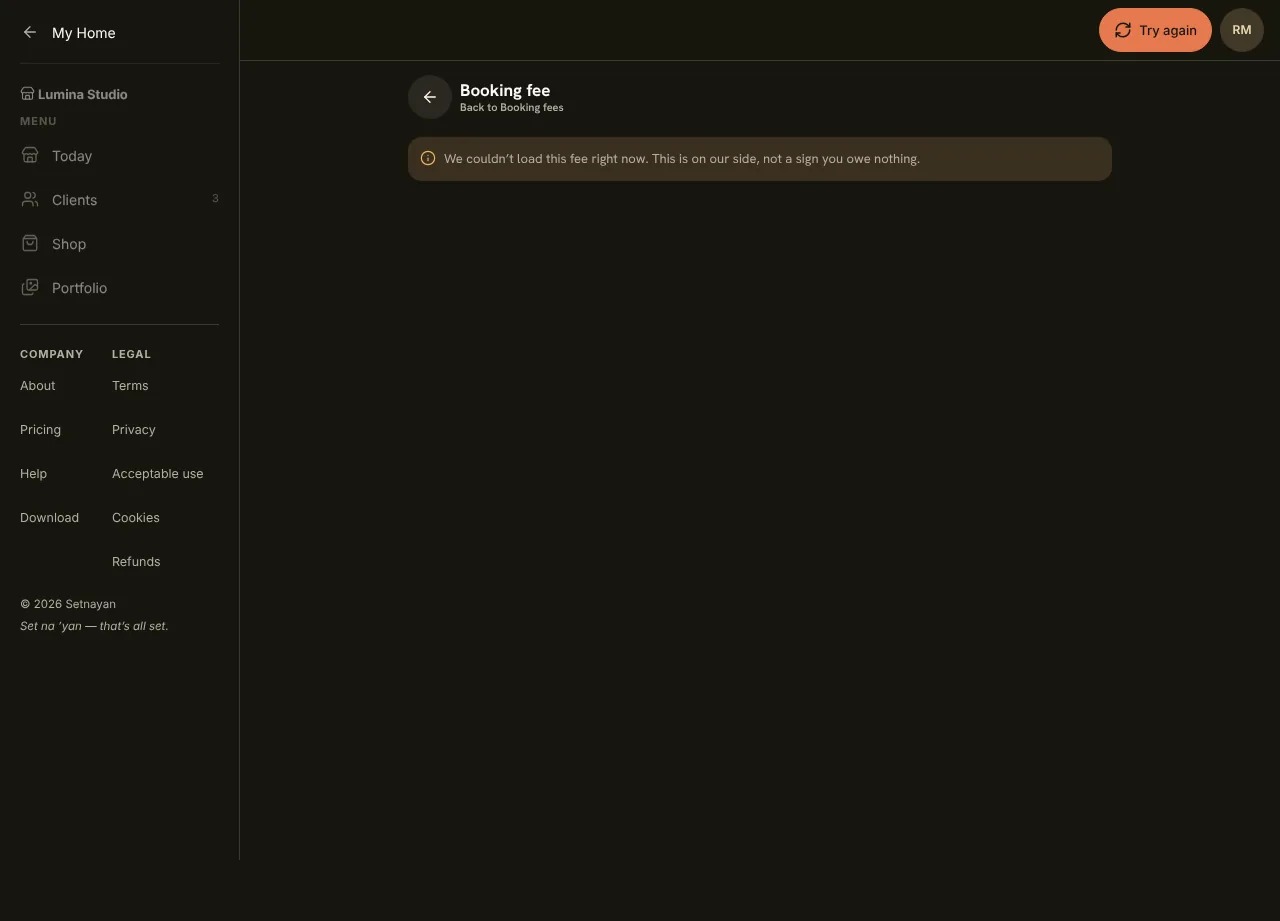 My Home
Lumina Studio
MENU
Today
Clients 3
Shop
Portfolio
COMPANY LEGAL
About Terms
Pricing Privacy
Help Acceptable use
Download Cookies
Refunds
© 2026 Setnayan
Set na ’yan — that’s all set.
Try again RM
Booking fee
Back to Booking fees
We couldn’t load this fee right now. This is on our side, not a sign you owe nothing.